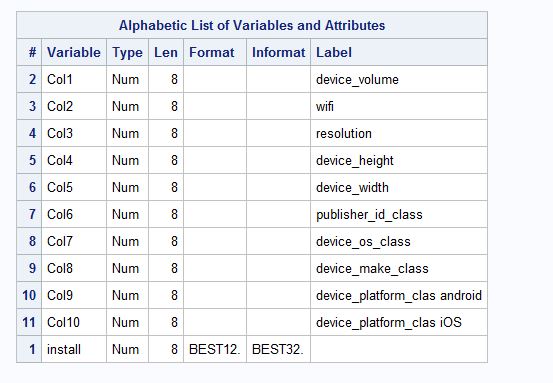 Alphabetic List of Variables and Attributes
# Variable Type Len Format Informat Label
2 Col1 Num 8 device_volume
3 Col2 Num 8 wifi
4 Col3 Num 8 resolution
5 Col4 Num 8 device_height
6 Col5 Num 8 device_width
7 Col6 Num 8 publisher_id_class
8 Col7 Num 8 device_os_class
9 Col8 Num 8 device_make_class
10 Col9 Num 8 device_platform_clas android
11 Col10 Num 8 device_platform_clas iOS
1 install Num 8 BEST12. BEST32.